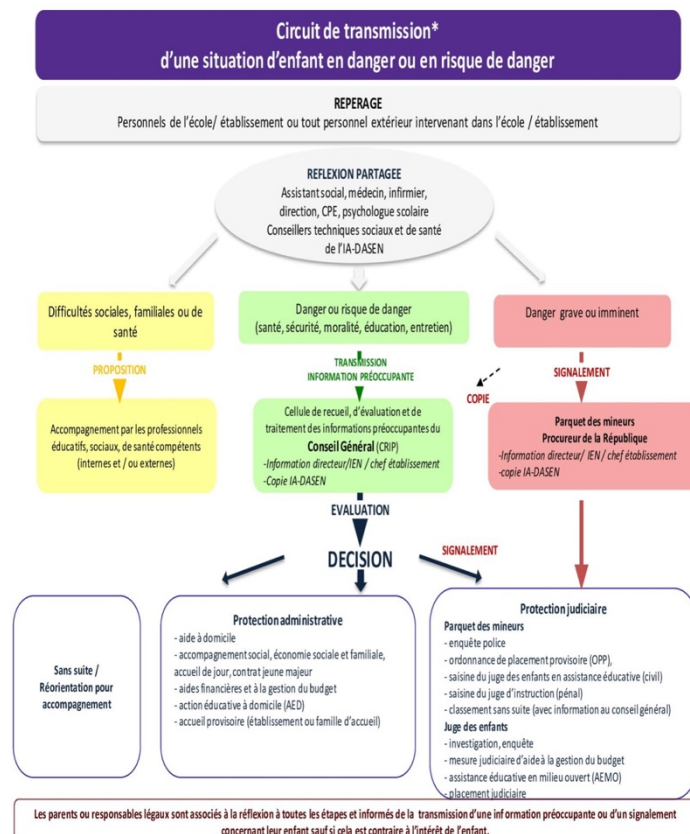 Circuit de transmission*
d'une situation d'enfant en danger ou en risque de danger
REPERAGE
Personnels de l'école/ établissement ou tout personnel extérieur intervenant dans l'école / établissement
REFLEXION PARTAGEE
Assistant social, médecin, infirmier,
direction, CPE, psychologue scolaire
Conseillers techniques sociaux et de santé
de l'IA-DASEN
Difficultés sociales, familiales ou de
santé
PROPOSITION
Accompagnement par les professionnels
éducatifs, sociaux, de santé compétents
(internes et / ou externes)
Danger ou risque de danger
(santé, sécurité, moralité, éducation, entretien)
TRANSMISSION
INFORMATION PRÉOCCUPANTE
Cellule de recueil, d'évaluation et de
traitement des informations préoccupantes du
Conseil Général (CRIP)
-Information directeur/IEN / chef établissement
-Copie IA-DASEN
Danger grave ou imminent
SIGNALEMENT
COPIE
Parquet des mineurs
Procureur de la République
-Information directeur/ IEN / chef établissement
-copie IA-DASEN
EVALUATION
DECISION
SIGNALEMENT
Sans suite /
Réorientation pour
accompagnement
Protection administrative
- aide à domicile
- accompagnement social, économie sociale et familiale,
accueil de jour, contrat jeune majeur
- aides financières et à la gestion du budget
- action éducative à domicile (AED)
- accueil provisoire (établissement ou famille d'accueil)
Protection judiciaire
Parquet des mineurs
- enquête police
- ordonnance de placement provisoire (OPP),
- saisine du juge des enfants en assistance éducative (civil)
- saisine du juge d'instruction (pénal)
- classement sans suite (avec information au conseil général)
Juge des enfants
- investigation, enquête
- mesure judiciaire d'aide à la gestion du budget
- assistance éducative en milieu ouvert (AEMO)
- placement judiciaire
Les parents ou responsables légaux sont associés à la réflexion à toutes les étapes et informés de la transmission d'une information préoccupante ou d'un signalement
concernant leur enfant sauf si cela est contraire à l'intérêt de l'enfant.